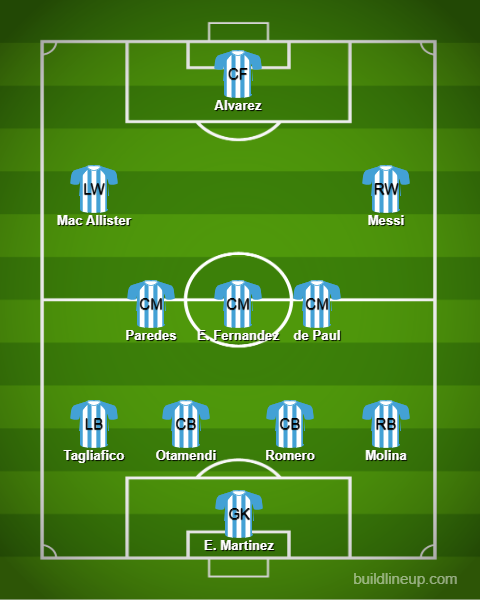 CF
Alvarez
LW
RW
Mac Allister
Messi
CM
CM
CM
Paredes
E. Fernandez
de Paul
LB
CB
CB
RB
Tagliafico
Otamendi
Romero
Molina
GK
E. Martinez
buildlineup.com